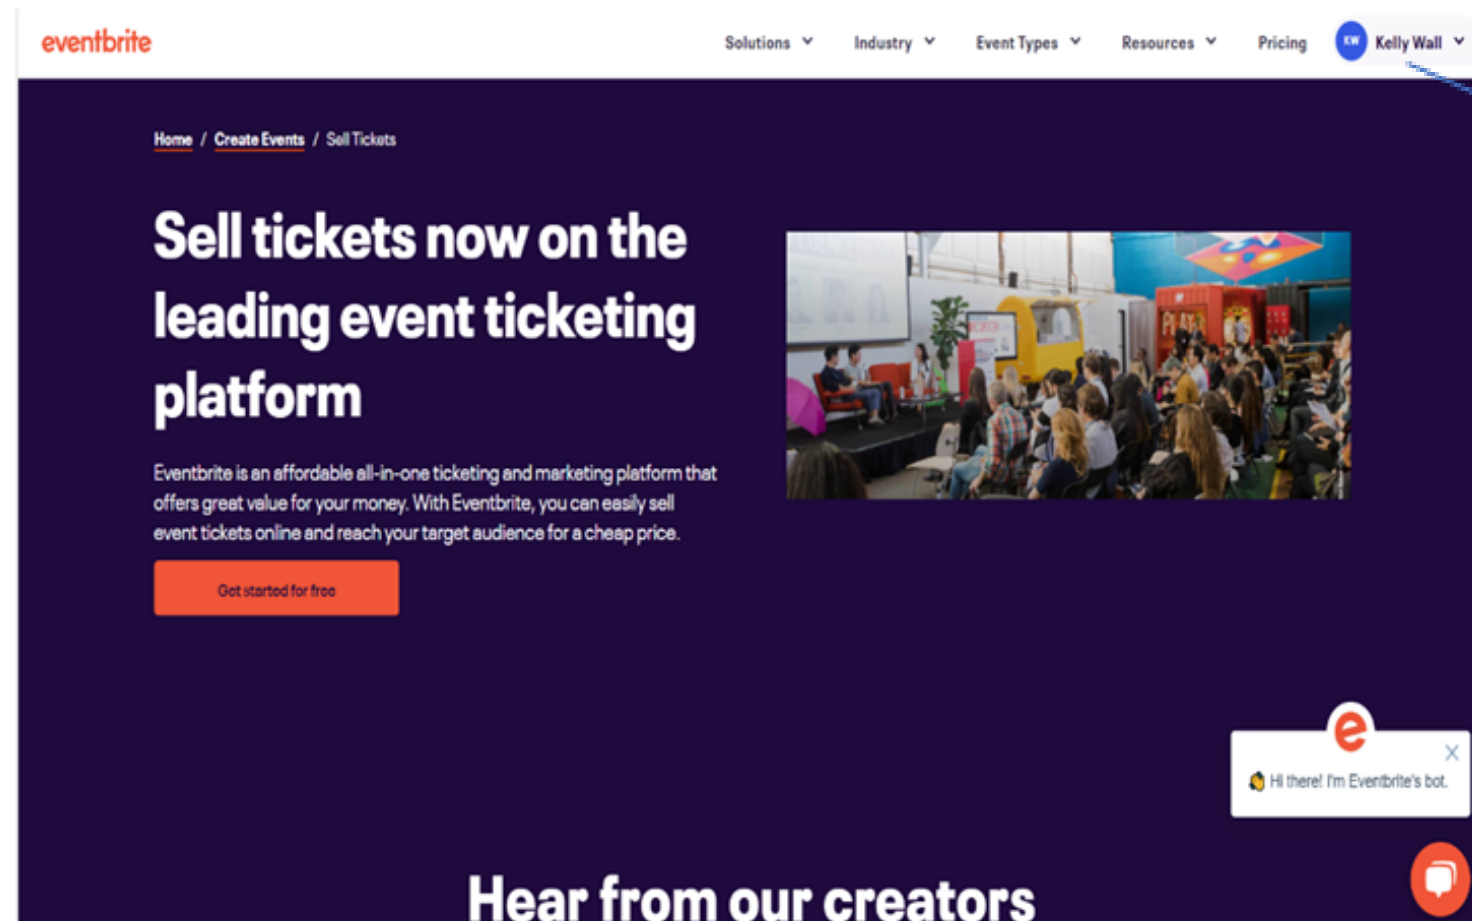 eventbrite
Solutions Industry Event Types Resources Pricing KW Kelly Wall
Home / Create Events / Sell Tickets
Sell tickets now on the
leading event ticketing
platform
Eventbrite is an affordable all-in-one ticketing and marketing platform that
offers great value for your money. With Eventbrite, you can easily sell
event tickets online and reach your target audience for a cheap price.
Get started for free
PLAY
e
X
Hi there! I'm Eventbrite's bot.
Hear from our creators